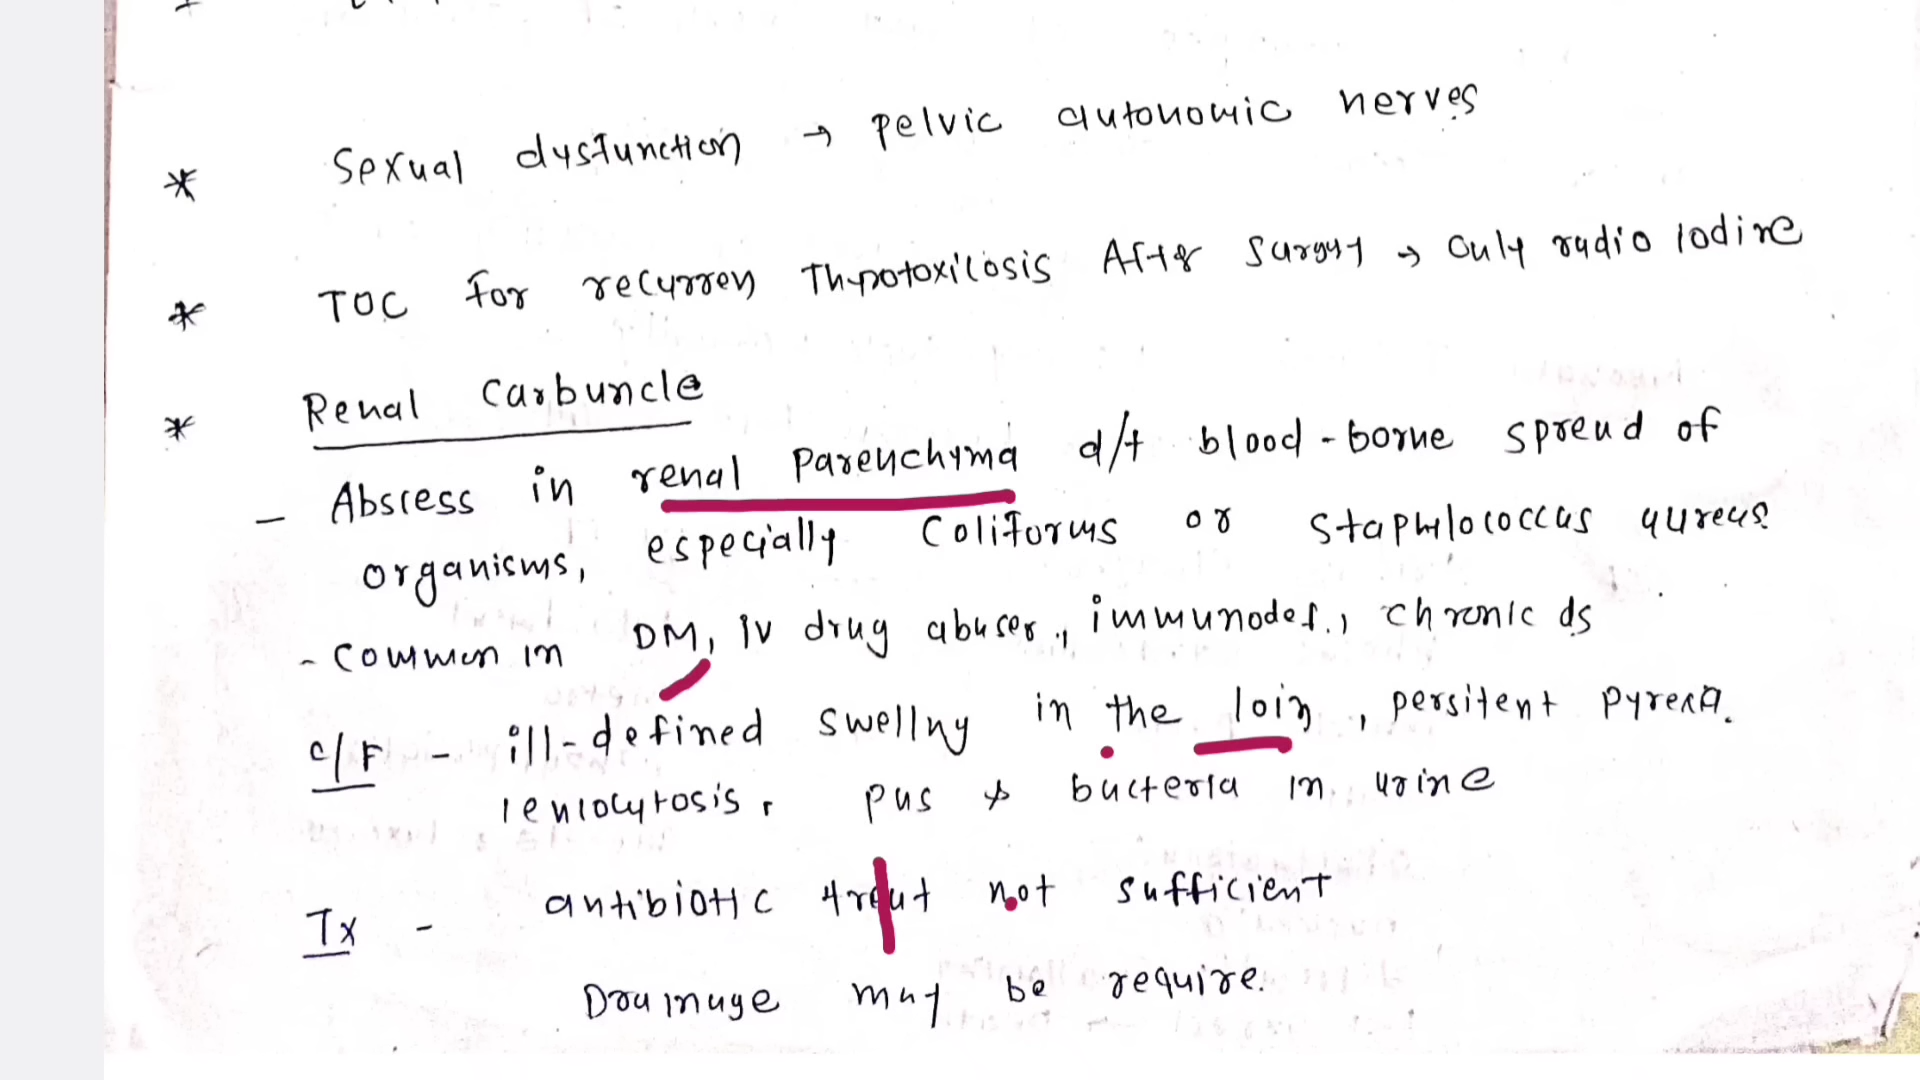 * Sexual dysfunction → pelvic autonomic nerves
* TOC for recurren Thyrotoxicosis After surgery → only radio iodine
* Renal Carbuncle
- Abscess in renal parenchyma d/t blood-borne spread of
organisms, especially coliforms or staphylococcus aureus
- common in DM, iv drug abuser, immunodef., chronic ds
C/F - ill-defined swelling in the loin, persitent pyrexia.
leukocytosis, pus & bacteria in urine
Tx - antibiotic treat not sufficient
Drainage may be require.